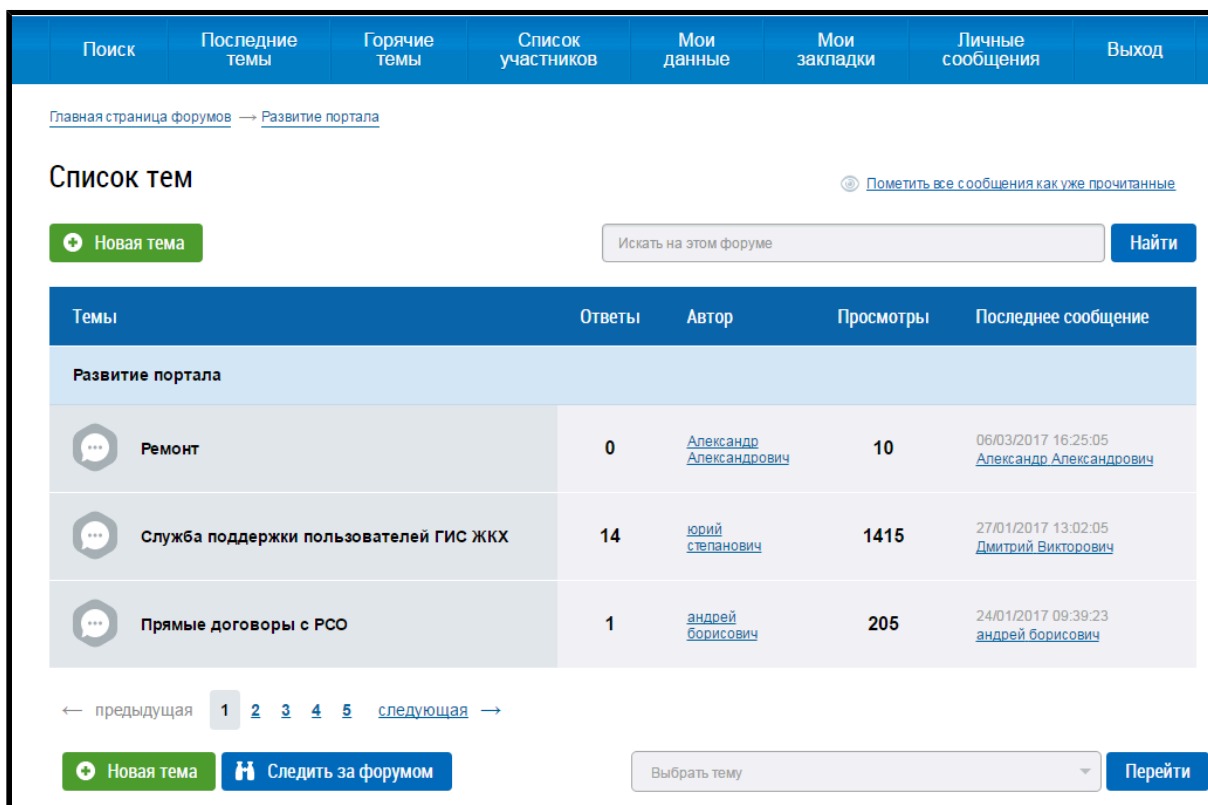 Поиск
Последние темы
Горячие темы
Список участников
Мои данные
Мои закладки
Личные сообщения
Выход
Главная страница форумов → Развитие портала
Список тем
Пометить все сообщения как уже прочитанные
Новая тема
Искать на этом форуме
Найти
Темы Ответы Автор Просмотры Последнее сообщение
Развитие портала
Ремонт 0 Александр Александрович 10 06/03/2017 16:25:05 Александр Александрович
Служба поддержки пользователей ГИС ЖКХ 14 юрий степанович 1415 27/01/2017 13:02:05 Дмитрий Викторович
Прямые договоры с РСО 1 андрей борисович 205 24/01/2017 09:39:23 андрей борисович
← предыдущая 1 2 3 4 5 следующая →
Новая тема
Следить за форумом
Выбрать тему
Перейти